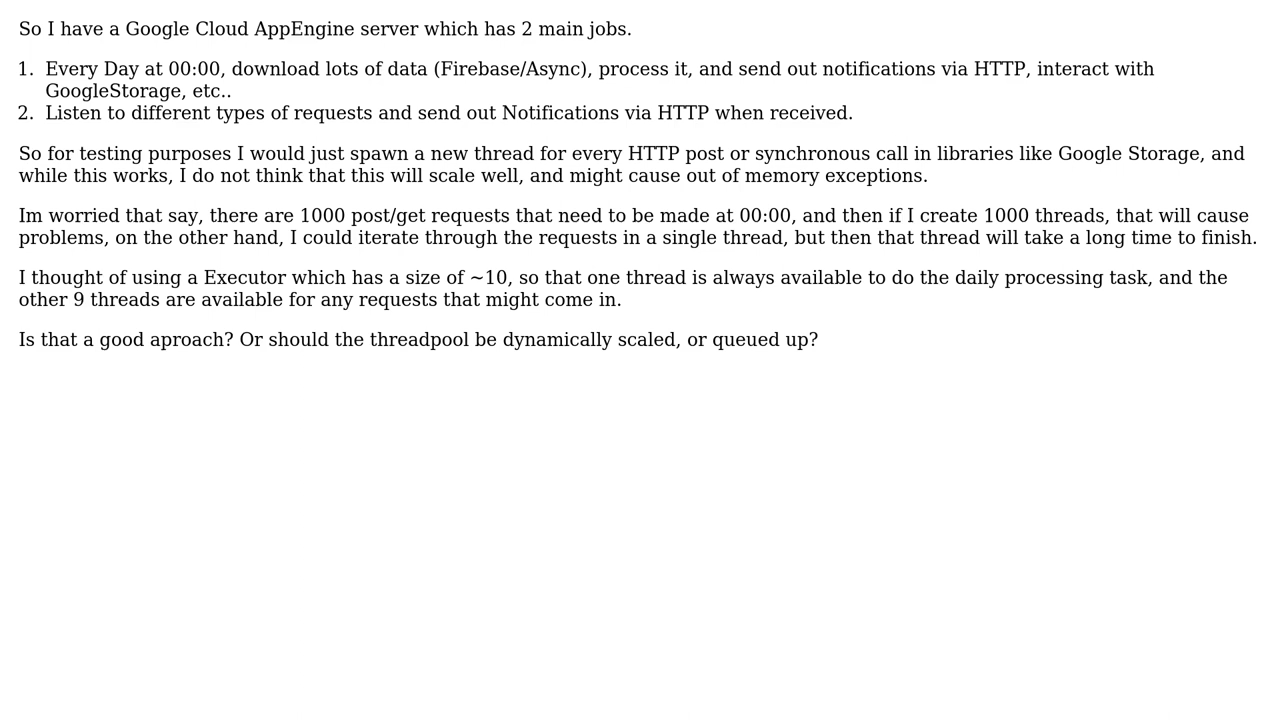 So I have a Google Cloud AppEngine server which has 2 main jobs.
1. Every Day at 00:00, download lots of data (Firebase/Async), process it, and send out notifications via HTTP, interact with
GoogleStorage, etc..
2. Listen to different types of requests and send out Notifications via HTTP when received.
So for testing purposes I would just spawn a new thread for every HTTP post or synchronous call in libraries like Google Storage, and
while this works, I do not think that this will scale well, and might cause out of memory exceptions.
Im worried that say, there are 1000 post/get requests that need to be made at 00:00, and then if I create 1000 threads, that will cause
problems, on the other hand, I could iterate through the requests in a single thread, but then that thread will take a long time to finish.
I thought of using a Executor which has a size of ~10, so that one thread is always available to do the daily processing task, and the
other 9 threads are available for any requests that might come in.
Is that a good aproach? Or should the threadpool be dynamically scaled, or queued up?